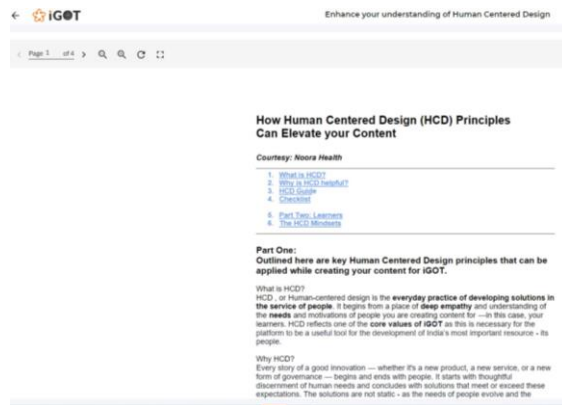 iGOT
Enhance your understanding of Human Centered Design
Page 1 of 4
How Human Centered Design (HCD) Principles
Can Elevate your Content
Courtesy: Noora Health
1. What is HCD?
2. Why is HCD helpful?
3. HCD Guide
4. Checklist
5. Part Two: Learners
6. The HCD Mindsets
Part One:
Outlined here are key Human Centered Design principles that can be
applied while creating your content for iGOT.
What is HCD?
HCD , or Human-centered design is the everyday practice of developing solutions in
the service of people. It begins from a place of deep empathy and understanding of
the needs and motivations of people you are creating content for —in this case, your
learners. HCD reflects one of the core values of iGOT as this is necessary for the
platform to be a useful tool for the development of India's most important resource - its
people.
Why HCD?
Every story of a good innovation — whether it's a new product, a new service, or a new
form of governance — begins and ends with people. It starts with thoughtful
discernment of human needs and concludes with solutions that meet or exceed these
expectations. The solutions are not static - as the needs of people evolve and the